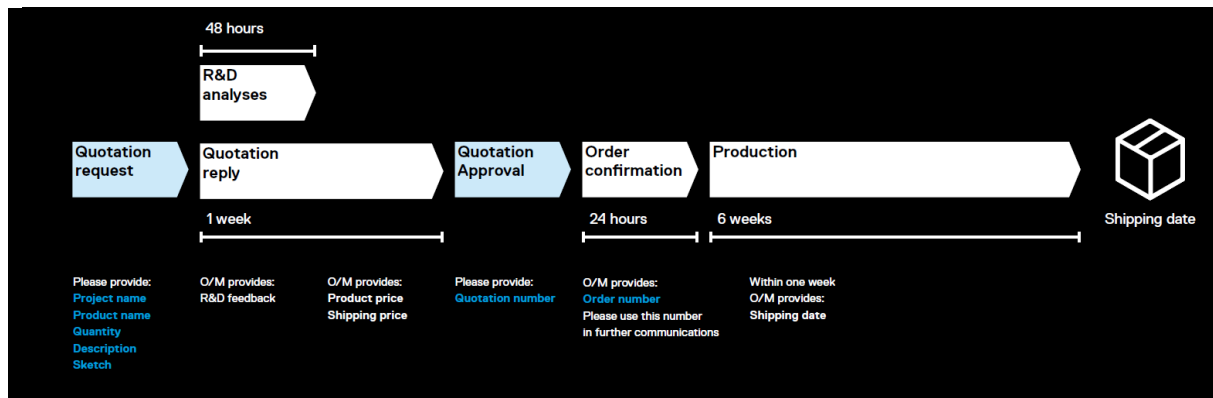 48 hours
R&D
analyses
Quotation
request
Quotation
reply
Quotation
Approval
Order
confirmation
Production
1 week
24 hours
6 weeks
Shipping date
Please provide:
Project name
Product name
Quantity
Description
Sketch
O/M provides:
R&D feedback
O/M provides:
Product price
Shipping price
Please provide:
Quotation number
O/M provides:
Order number
Please use this number
in further communications
Within one week
O/M provides:
Shipping date